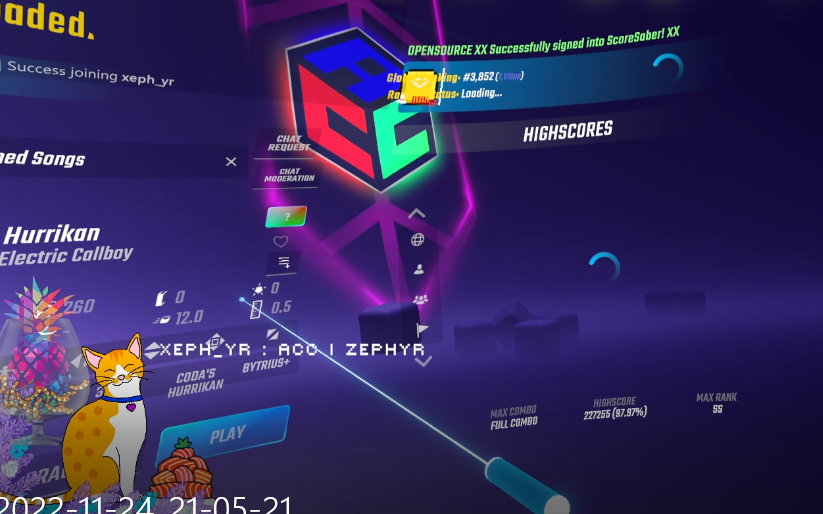 oaded.
Success joining xeph_yr
OPENSOURCE XX Successfully signed into ScoreSaber! XX
#3,852
Loading...
HIGHSCORES
CHAT
REQUEST
CHAT
MODERATION
ned Songs
?
Hurrikan
Electric Callboy
260
0
12.0
0
0.5
XEPH_YR : ACC | ZEPHYR
CODA'S
HURRIKAN
BYTRIUS+
PLAY
MAX COMBO
FULL COMBO
HIGHSCORE
227255 (97.97%)
MAX RANK
SS
2022-11-24 21-05-21